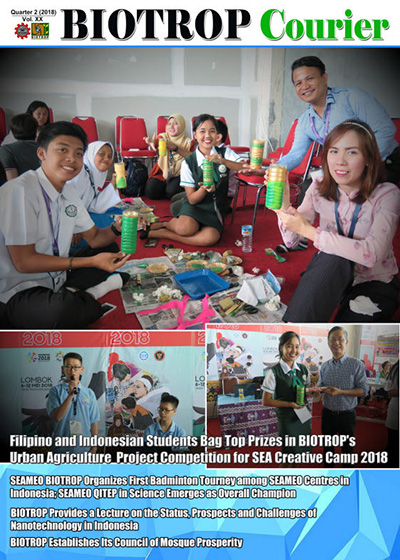 Quarter 2 (2018)
Vol. XX
BIOTROP Courier
2018
2018
LOMBOK
Filipino and Indonesian Students Bag Top Prizes in BIOTROP's
Urban Agriculture Project Competition for SEA Creative Camp 2018
SEAMEO BIOTROP Organizes First Badminton Tourney among SEAMEO Centres in
Indonesia; SEAMEO QITEP in Science Emerges as Overall Champion
BIOTROP Provides a Lecture on the Status, Prospects and Challenges of
Nanotechnology in Indonesia
BIOTROP Establishes Its Council of Mosque Prosperity